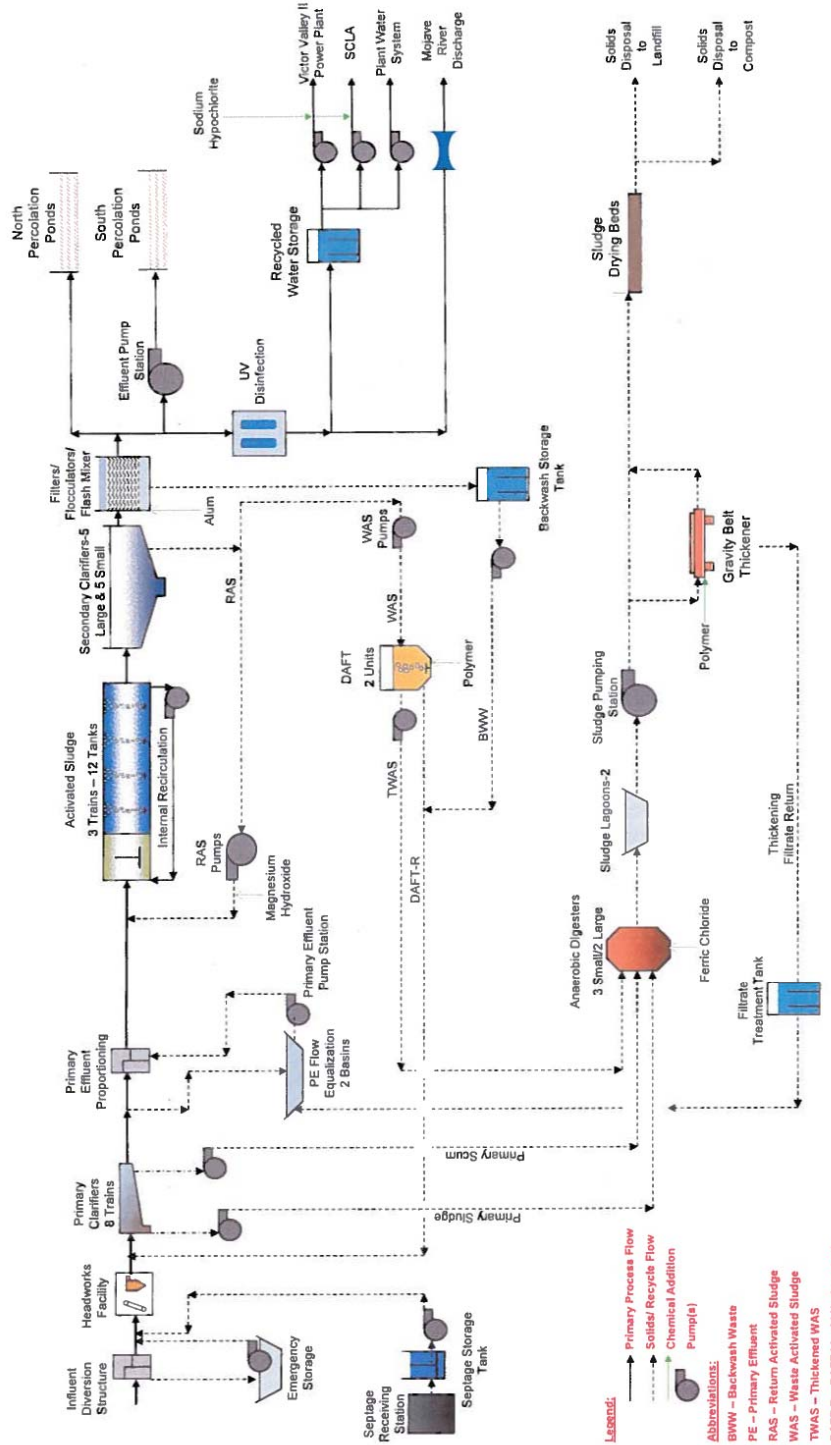 Influent
Diversion
Structure
Headworks
Facility
Primary
Clarifiers
8 Trains
Primary
Effluent
Proportioning
Activated Sludge
3 Trains – 12 Tanks
Internal Recirculation
Secondary Clarifiers-5
Large & 5 Small
Filters/
Flocculators/
Flash Mixer
Alum
Effluent Pump
Station
North
Percolation
Ponds
South
Percolation
Ponds
UV
Disinfection
Recycled
Water Storage
Sodium
Hypochlorite
Victor Valley II
Power Plant
SCLA
Plant Water
System
Mojave
River
Discharge
Emergency
Storage
Septage
Receiving
Station
Septage Storage
Tank
PE Flow
Equalization
2 Basins
Primary Effluent
Pump Station
RAS
Pumps
Magnesium
Hydroxide
RAS
WAS
Pumps
WAS
DAFT
2 Units
Polymer
TWAS
DAFT-R
BWW
Backwash Storage
Tank
Primary Scum
Primary Sludge
Anaerobic Digesters
3 Small/2 Large
Ferric Chloride
Sludge Lagoons-2
Sludge Pumping
Station
Polymer
Gravity Belt
Thickener
Sludge
Drying Beds
Solids
Disposal
to
Landfill
Solids
Disposal
to
Compost
Thickening
Filtrate Return
Filtrate
Treatment Tank
Legend:
Primary Process Flow
Solids/ Recycle Flow
Chemical Addition
Pump(s)
Abbreviations:
BWW – Backwash Waste
PE – Primary Effluent
RAS – Return Activated Sludge
WAS – Waste Activated Sludge
TWAS – Thickened WAS